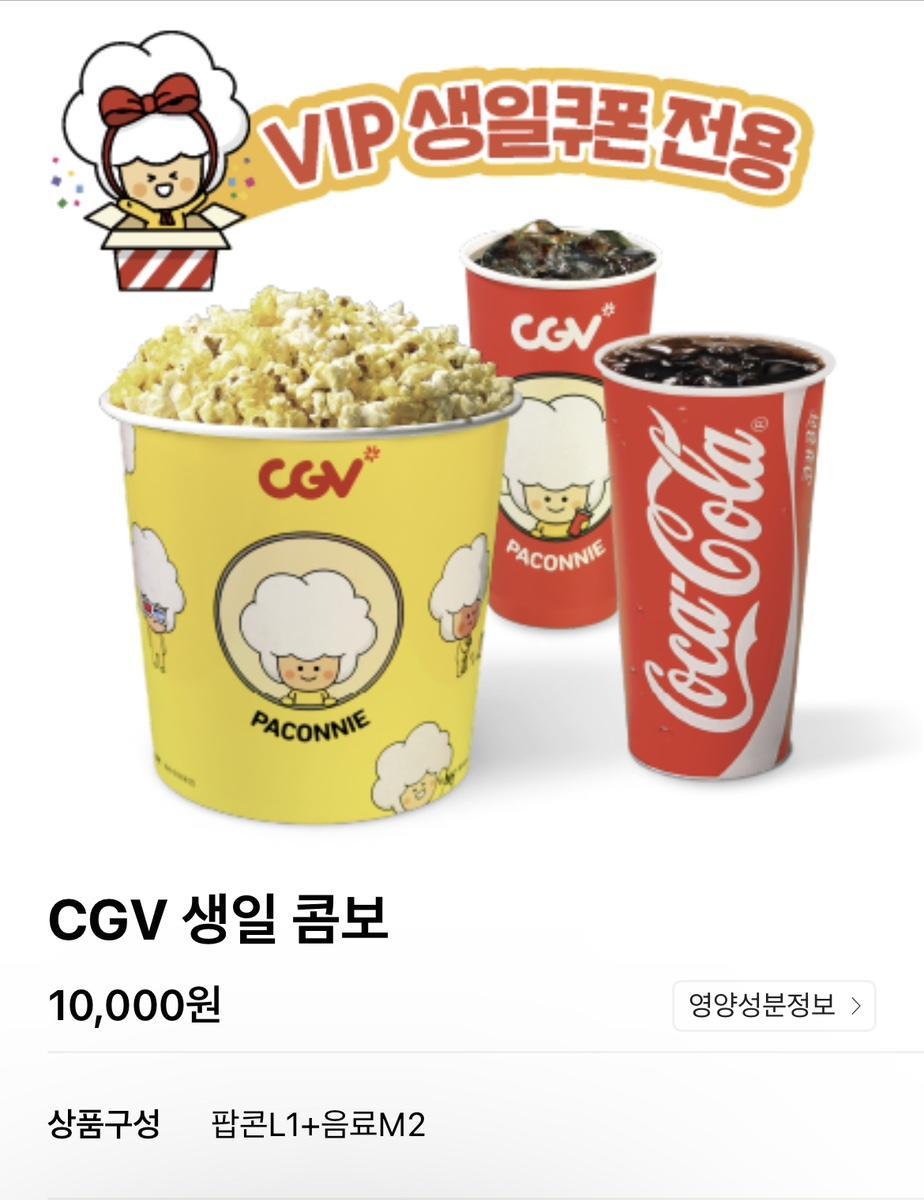 VIP 생일쿠폰 전용
CGV
CGV
PACONNIE
Coca-Cola®
PACONNIE
CGV 생일 콤보
10,000원
영양성분정보 >
상품구성 팝콘L1+음료M2